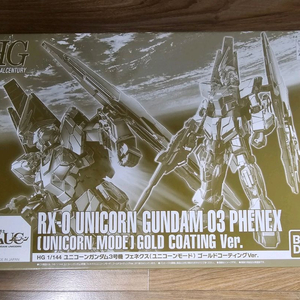 HG
RX-0 UNICORN GUNDAM 03 PHENEX
[UNICORN MODE] GOLD COATING Ver.
HG 1/144 ユニコーンガンダム3号機 フェネクス(ユニコーンモード) ゴールドコーティングVer.